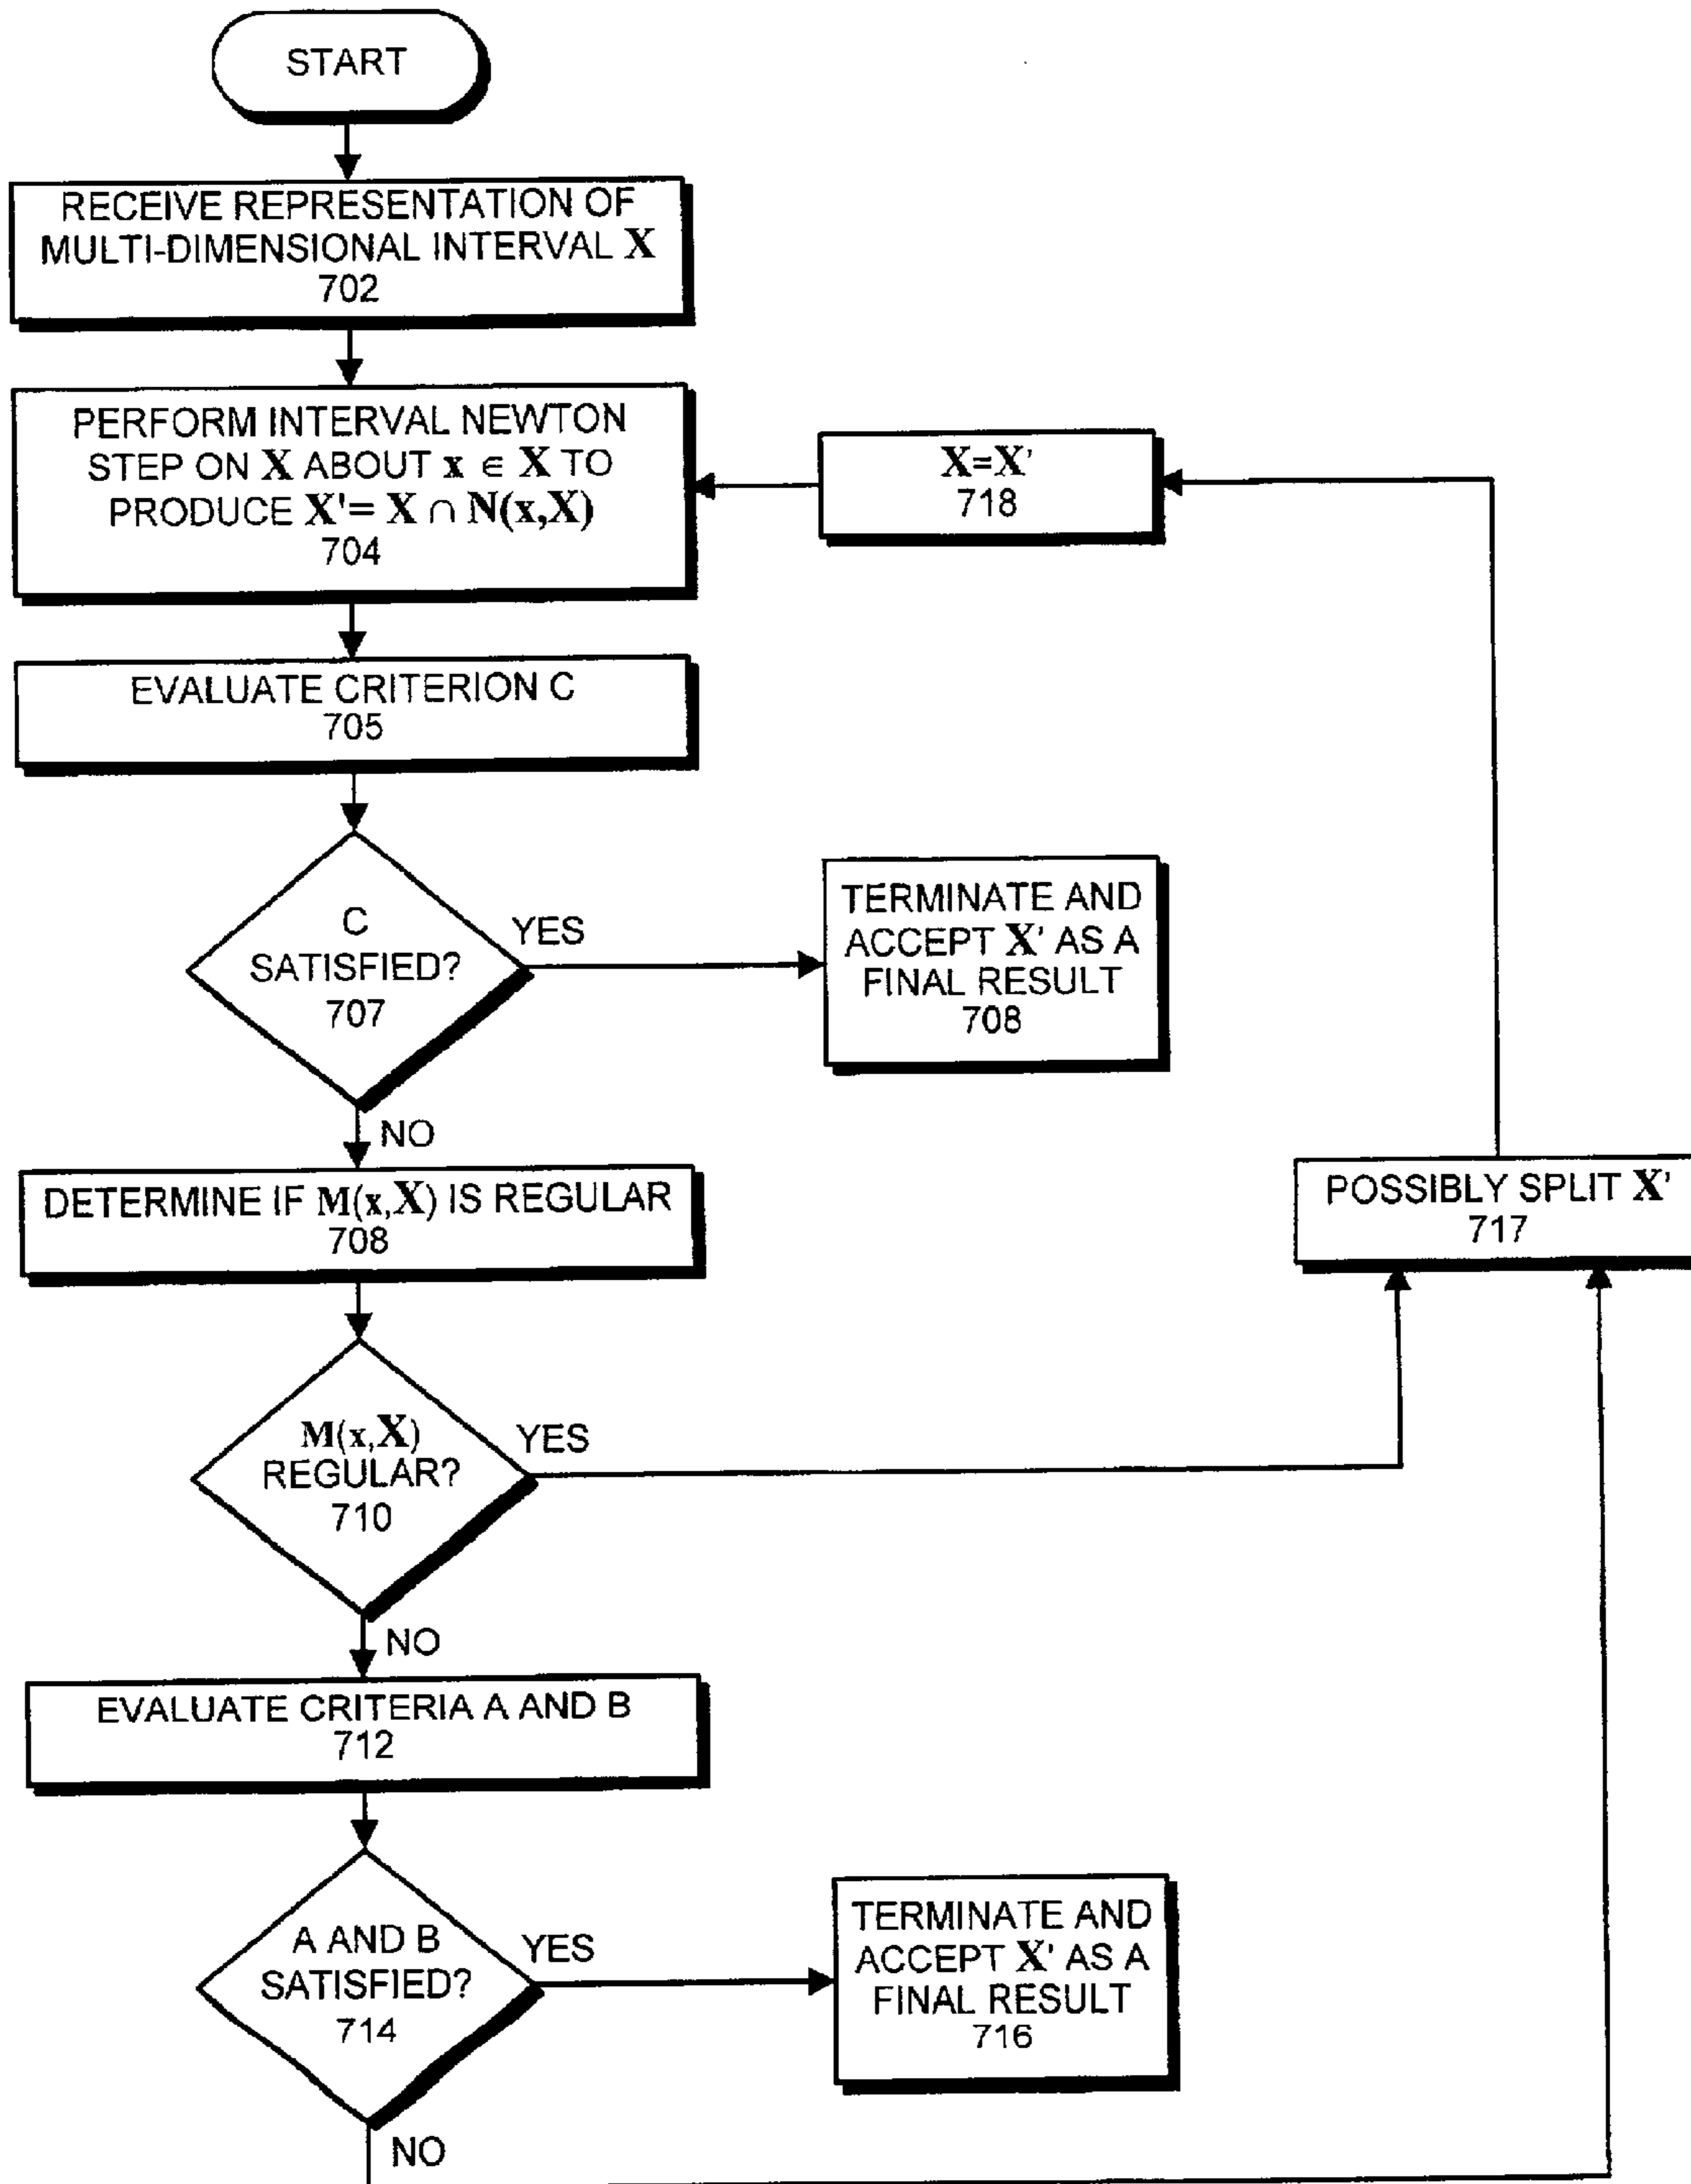 START
RECEIVE REPRESENTATION OF
MULTI-DIMENSIONAL INTERVAL X
702
PERFORM INTERVAL NEWTON
STEP ON X ABOUT x ∈ X TO
PRODUCE X'= X ∩ N(x,X)
704
X=X'
718
EVALUATE CRITERION C
705
C
SATISFIED?
707
YES
TERMINATE AND
ACCEPT X' AS A
FINAL RESULT
708
NO
DETERMINE IF M(x,X) IS REGULAR
708
POSSIBLY SPLIT X'
717
M(x,X)
REGULAR?
710
YES
NO
EVALUATE CRITERIA A AND B
712
A AND B
SATISFIED?
714
YES
TERMINATE AND
ACCEPT X' AS A
FINAL RESULT
716
NO